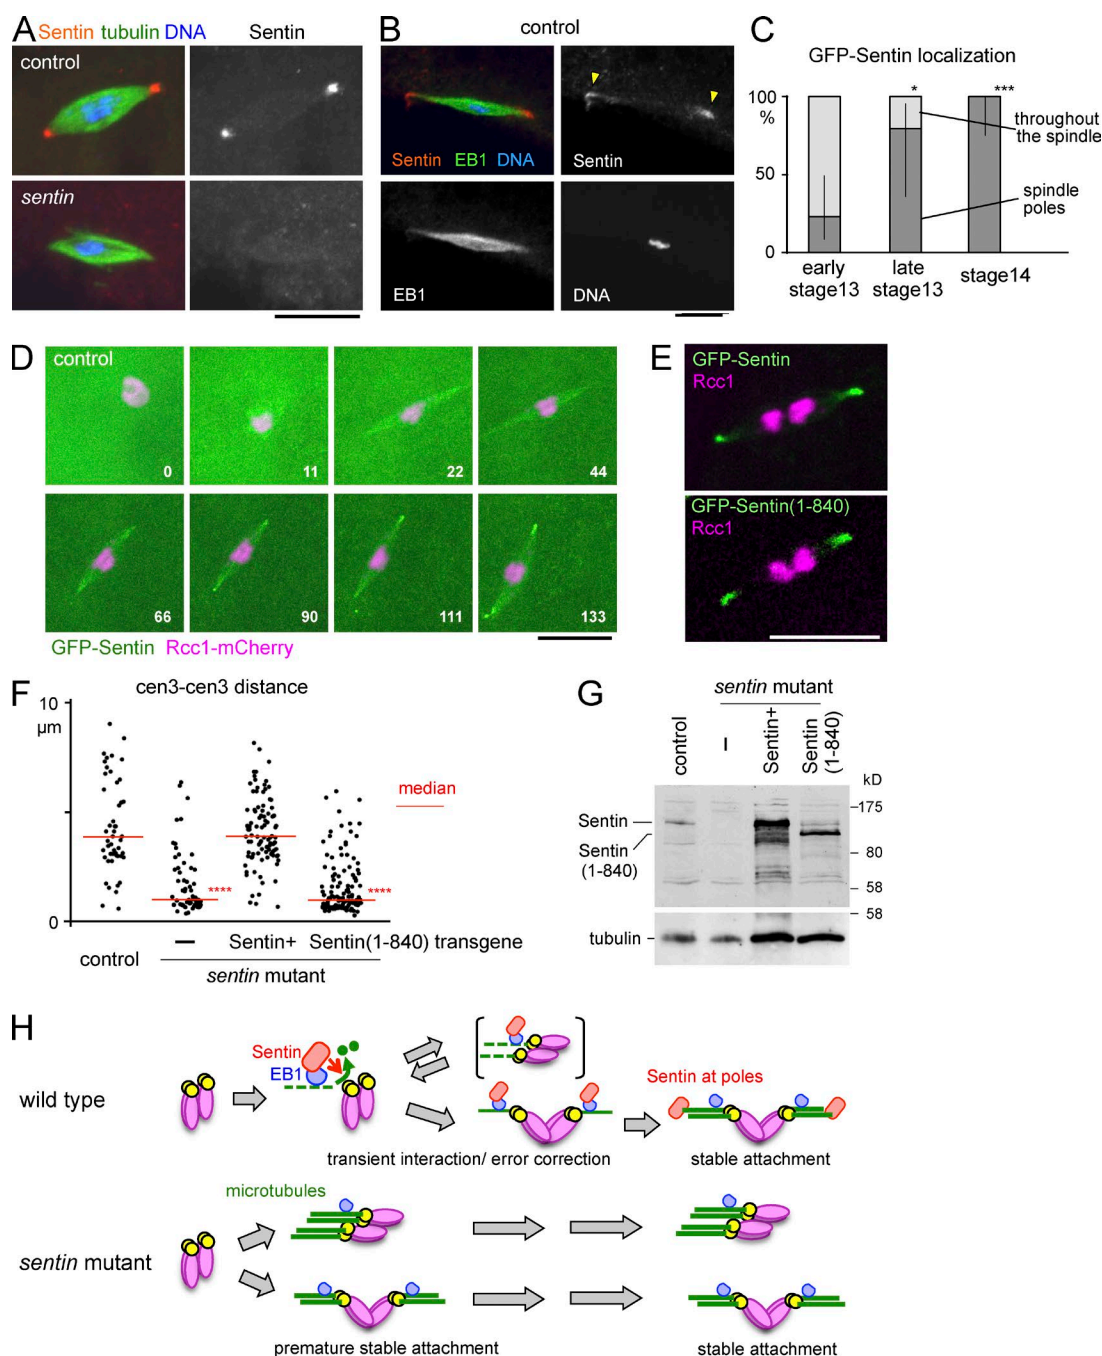 A
Sentin tubulin DNA
Sentin
control
sentin
B
control
Sentin EB1 DNA
Sentin
EB1
DNA
C
GFP-Sentin localization
100
%
50
0
*
***
throughout
the spindle
spindle
poles
early
stage13
late
stage13
stage14
D
control
0
11
22
44
66
90
111
133
GFP-Sentin Rcc1-mCherry
E
GFP-Sentin
Rcc1
GFP-Sentin(1-840)
Rcc1
F
cen3-cen3 distance
10
µm
0
median
****
****
control
– Sentin+ Sentin(1-840) transgene
sentin mutant
G
sentin mutant
control
–
Sentin+
Sentin
(1-840)
kD
175
80
58
58
Sentin
Sentin
(1-840)
tubulin
H
wild type
Sentin
EB1
Sentin at poles
transient interaction/ error correction
stable attachment
microtubules
sentin mutant
premature stable attachment
stable attachment